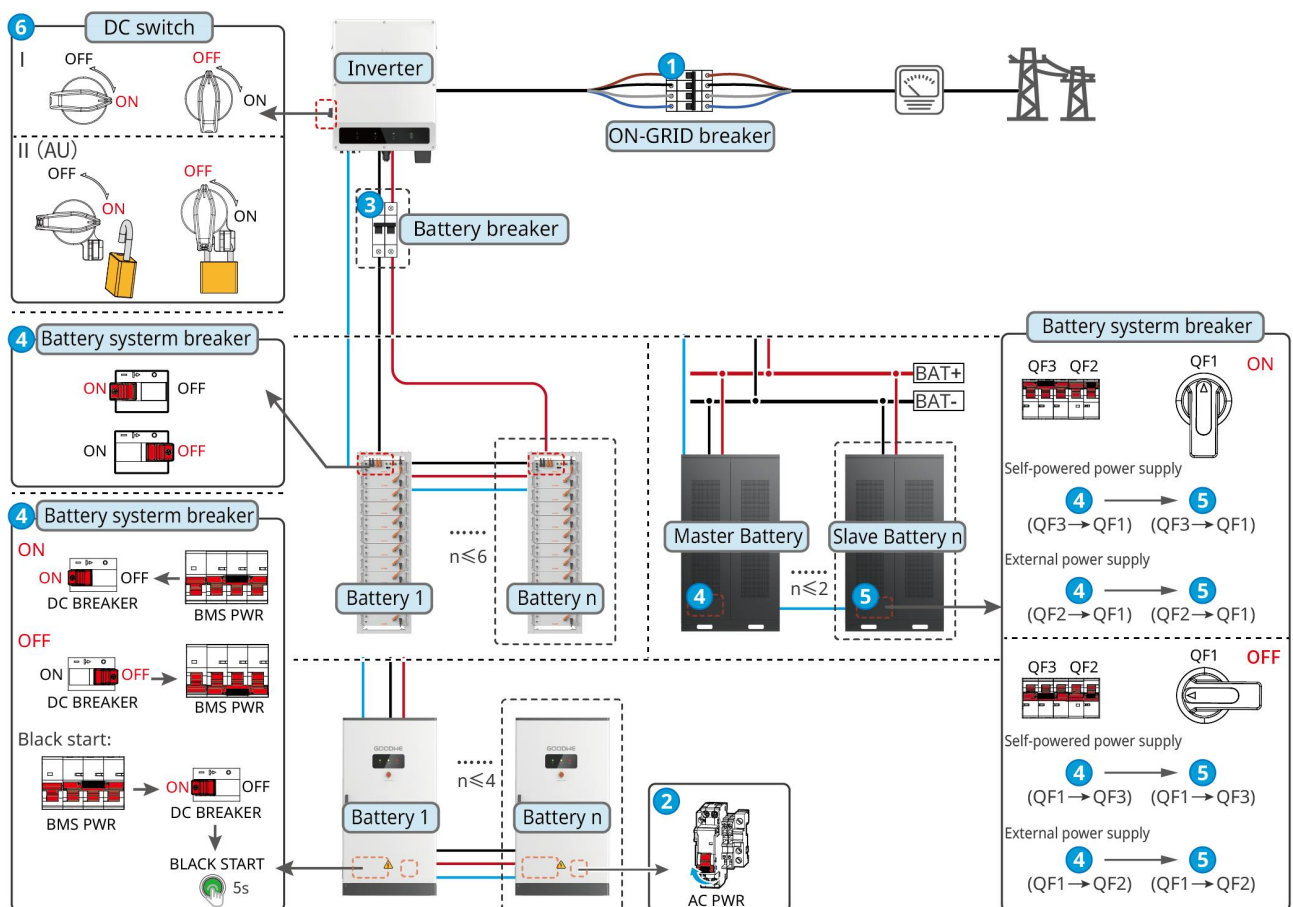 6
DC switch
I
OFF
ON
OFF
ON
II (AU)
OFF
ON
OFF
ON
Inverter
1
ON-GRID breaker
3
Battery breaker
4
Battery systerm breaker
ON
OFF
ON
OFF
4
Battery systerm breaker
ON
ON
OFF
DC BREAKER
BMS PWR
OFF
ON
OFF
DC BREAKER
BMS PWR
Black start:
BMS PWR
ON
OFF
DC BREAKER
BLACK START
5s
Battery 1
......
n≤6
Battery n
BAT+
BAT-
Master Battery
4
......
n≤2
Slave Battery n
5
GOODWE
Battery 1
......
n≤4
GOODWE
Battery n
2
AC PWR
Battery systerm breaker
QF3 QF2
QF1
ON
Self-powered power supply
4 → 5
(QF3→QF1) (QF3→QF1)
External power supply
4 → 5
(QF2→QF1) (QF2→QF1)
QF3 QF2
QF1
OFF
Self-powered power supply
4 → 5
(QF1→QF3) (QF1→QF3)
External power supply
4 → 5
(QF1→QF2) (QF1→QF2)